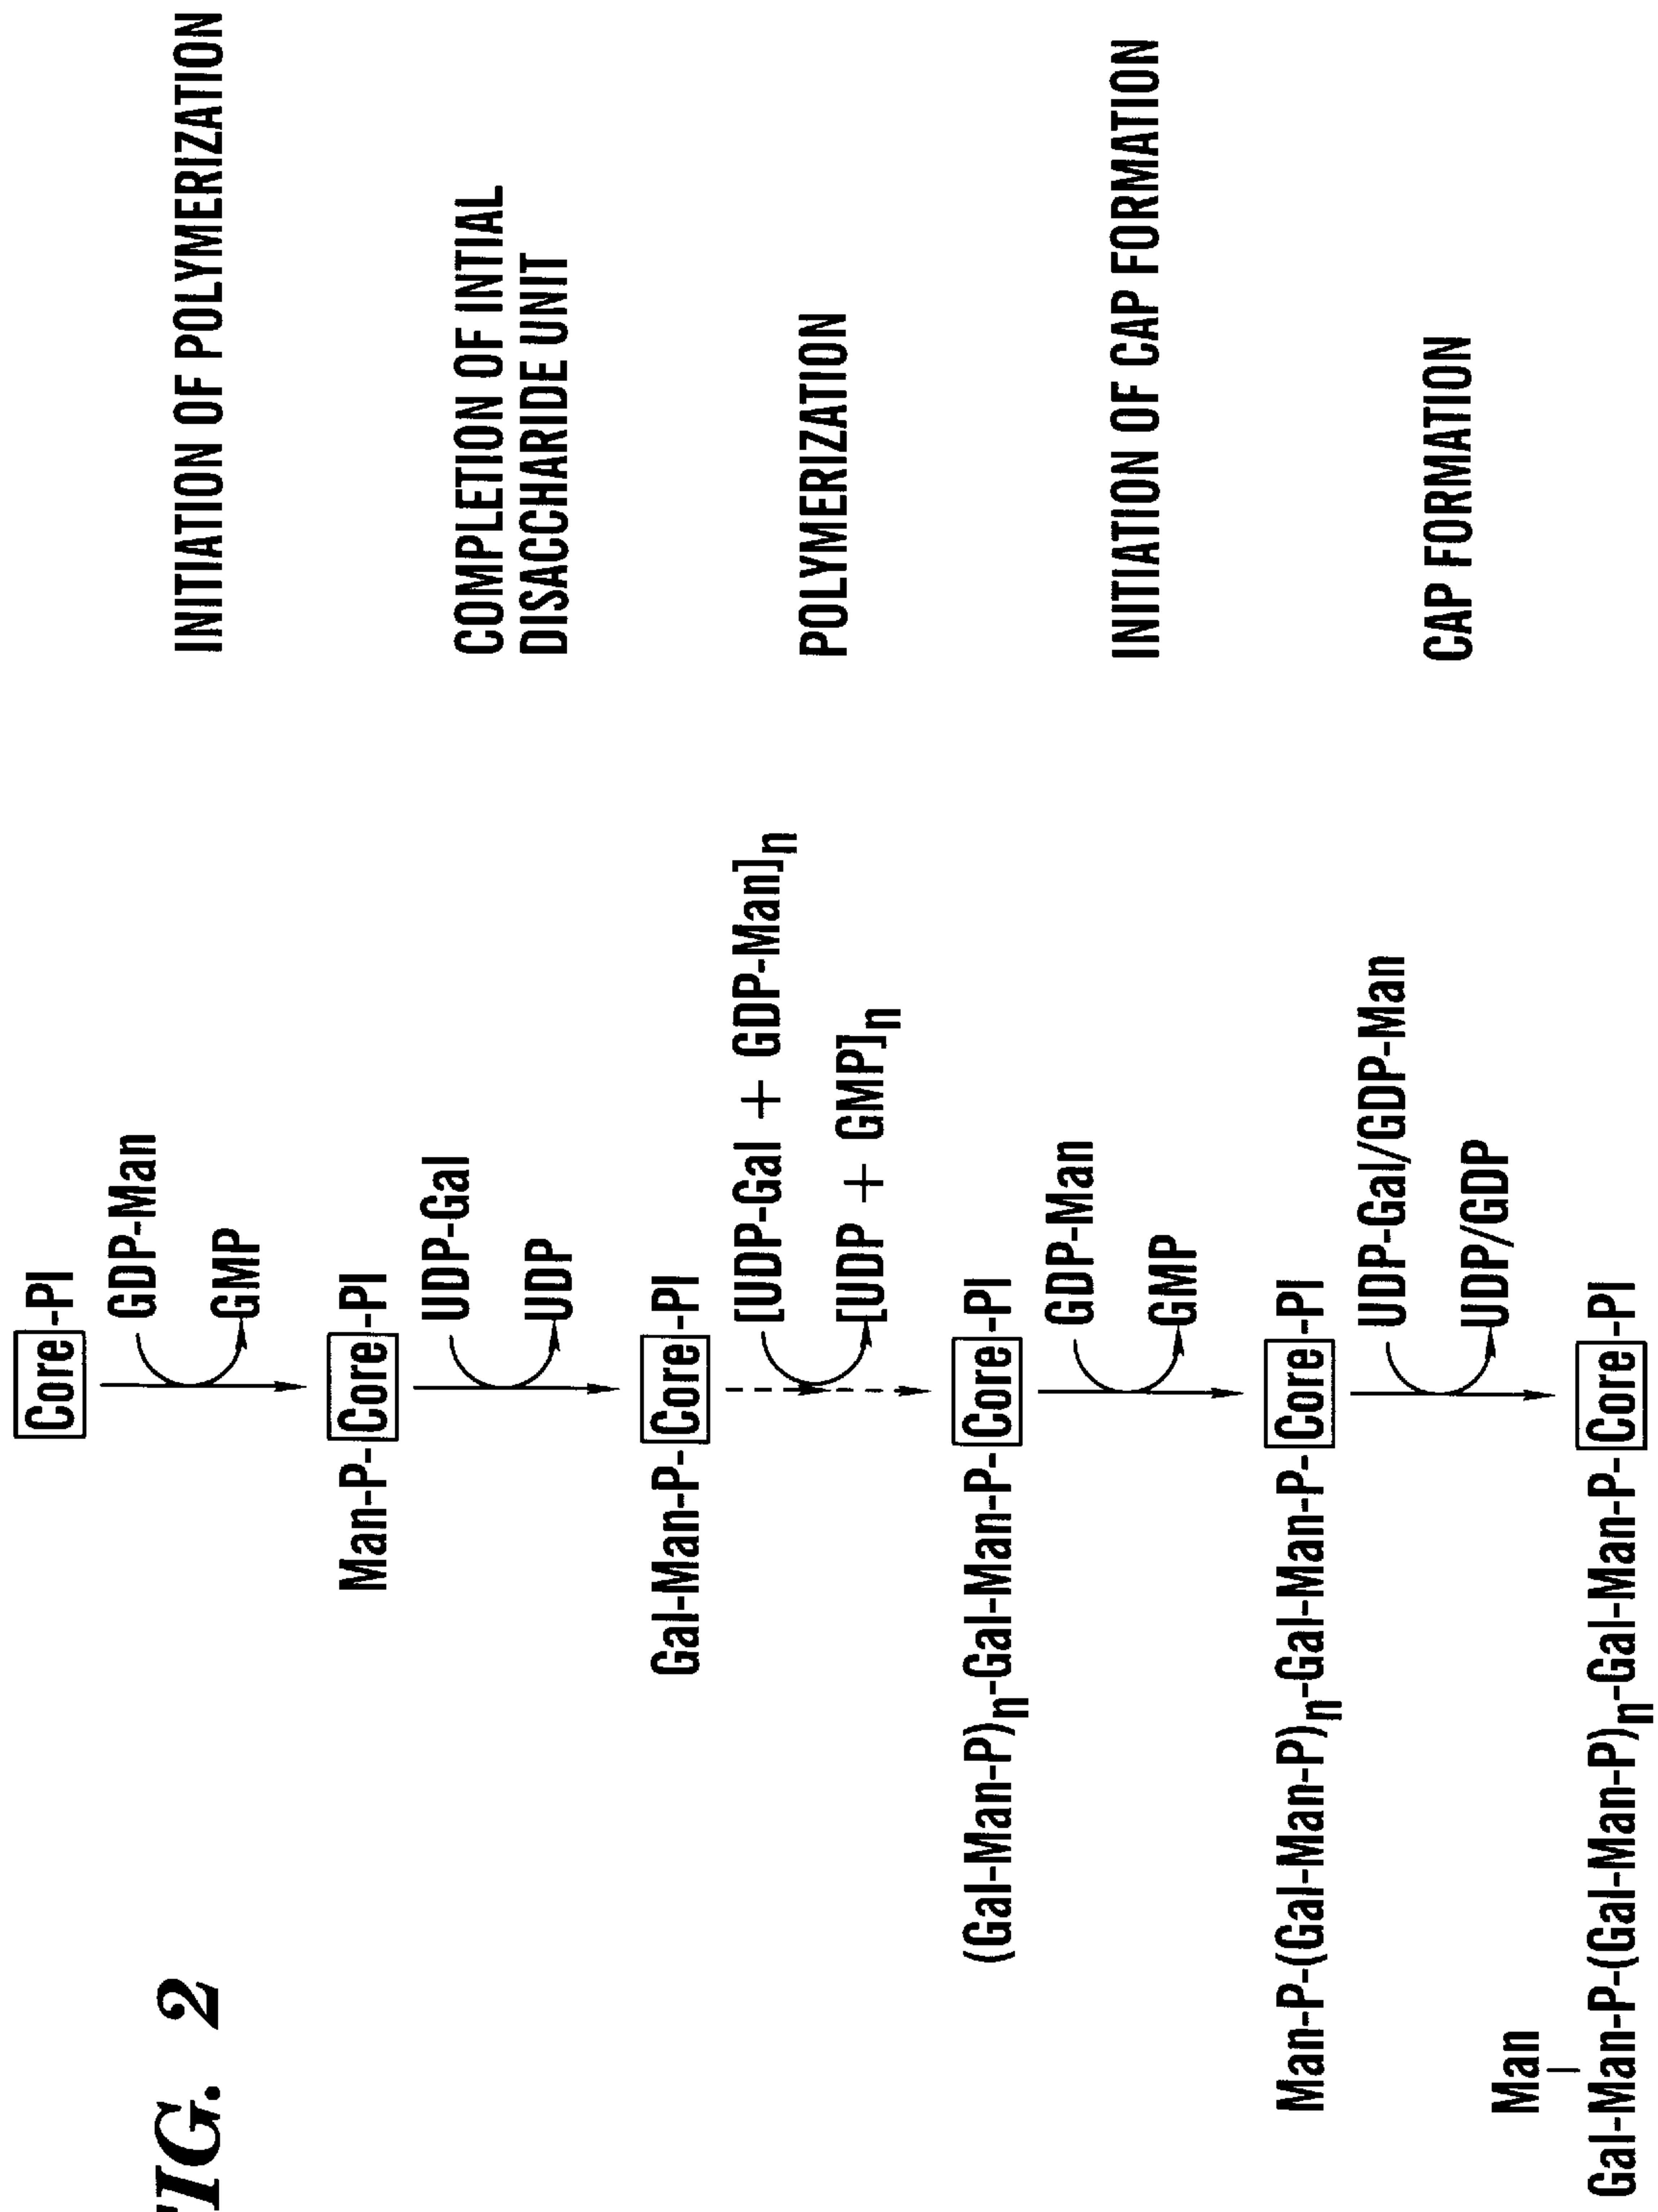 FIG. 2
Core-PI
GDP-Man
GMP
INITIATION OF POLYMERIZATION
Man-P-Core-PI
UDP-Gal
UDP
COMPLETION OF INTIAL
DISACCHARIDE UNIT
Gal-Man-P-Core-PI
[UDP-Gal + GDP-Man]n
[UDP + GMP]n
POLYMERIZATION
(Gal-Man-P)n-Gal-Man-P-Core-PI
GDP-Man
GMP
INITIATION OF CAP FORMATION
Man-P-(Gal-Man-P)n-Gal-Man-P-Core-PI
UDP-Gal/GDP-Man
UDP/GDP
CAP FORMATION
Man
Gal-Man-P-(Gal-Man-P)n-Gal-Man-P-Core-PI